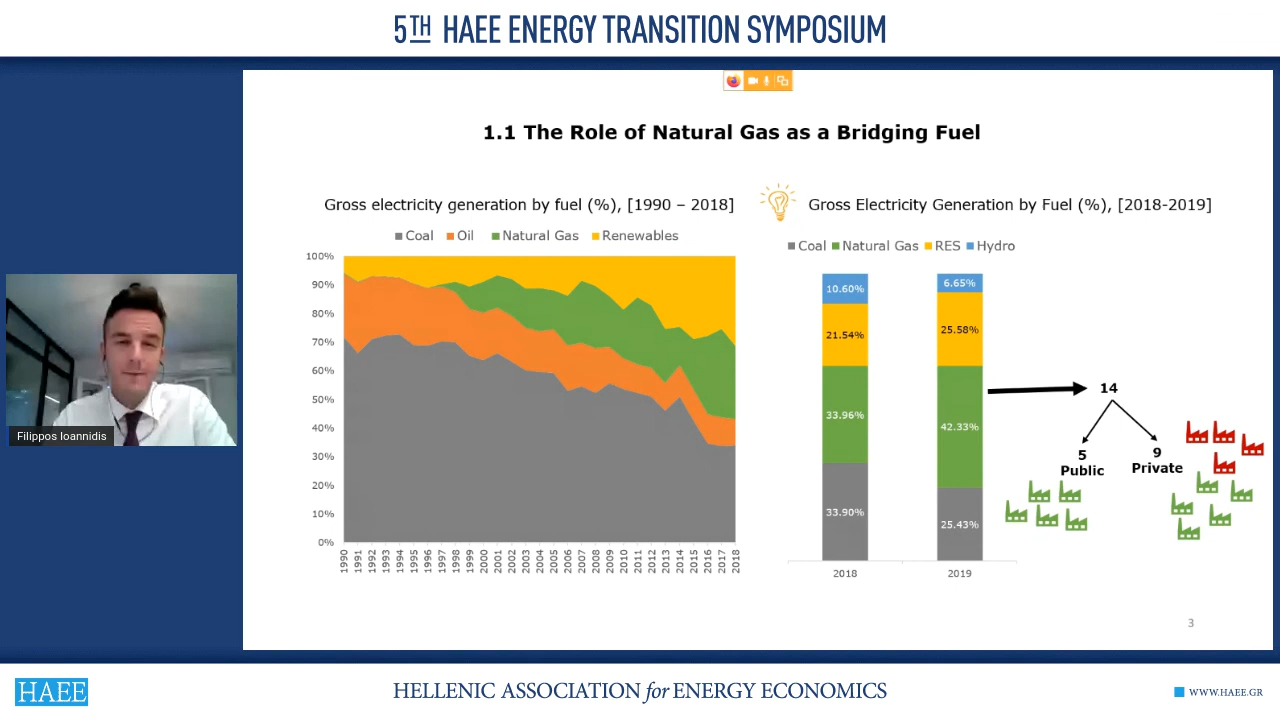 5TH HAEE ENERGY TRANSITION SYMPOSIUM
1.1 The Role of Natural Gas as a Bridging Fuel
Gross electricity generation by fuel (%), [1990 – 2018]
Coal Oil Natural Gas Renewables
100%
90%
80%
70%
60%
50%
40%
30%
20%
10%
0%
1990 1991 1992 1993 1994 1995 1996 1997 1998 1999 2000 2001 2002 2003 2004 2005 2006 2007 2008 2009 2010 2011 2012 2013 2014 2015 2016 2017 2018
Gross Electricity Generation by Fuel (%), [2018-2019]
Coal Natural Gas RES Hydro
10.60% 6.65%
21.54% 25.58%
33.96% 42.33%
33.90% 25.43%
2018 2019
14
5 9
Public Private
3
Filippos Ioannidis
HAEE
HELLENIC ASSOCIATION for ENERGY ECONOMICS
WWW.HAEE.GR